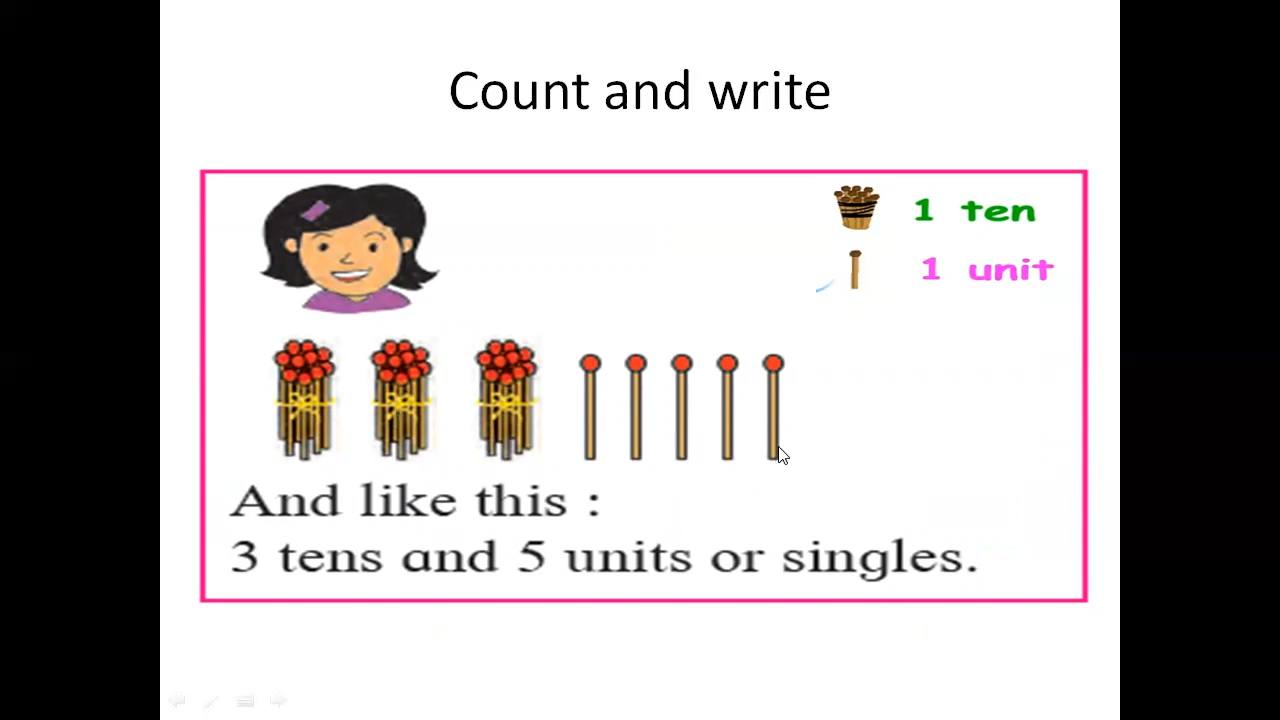 Count and write
1 ten
1 unit
And like this :
3 tens and 5 units or singles.